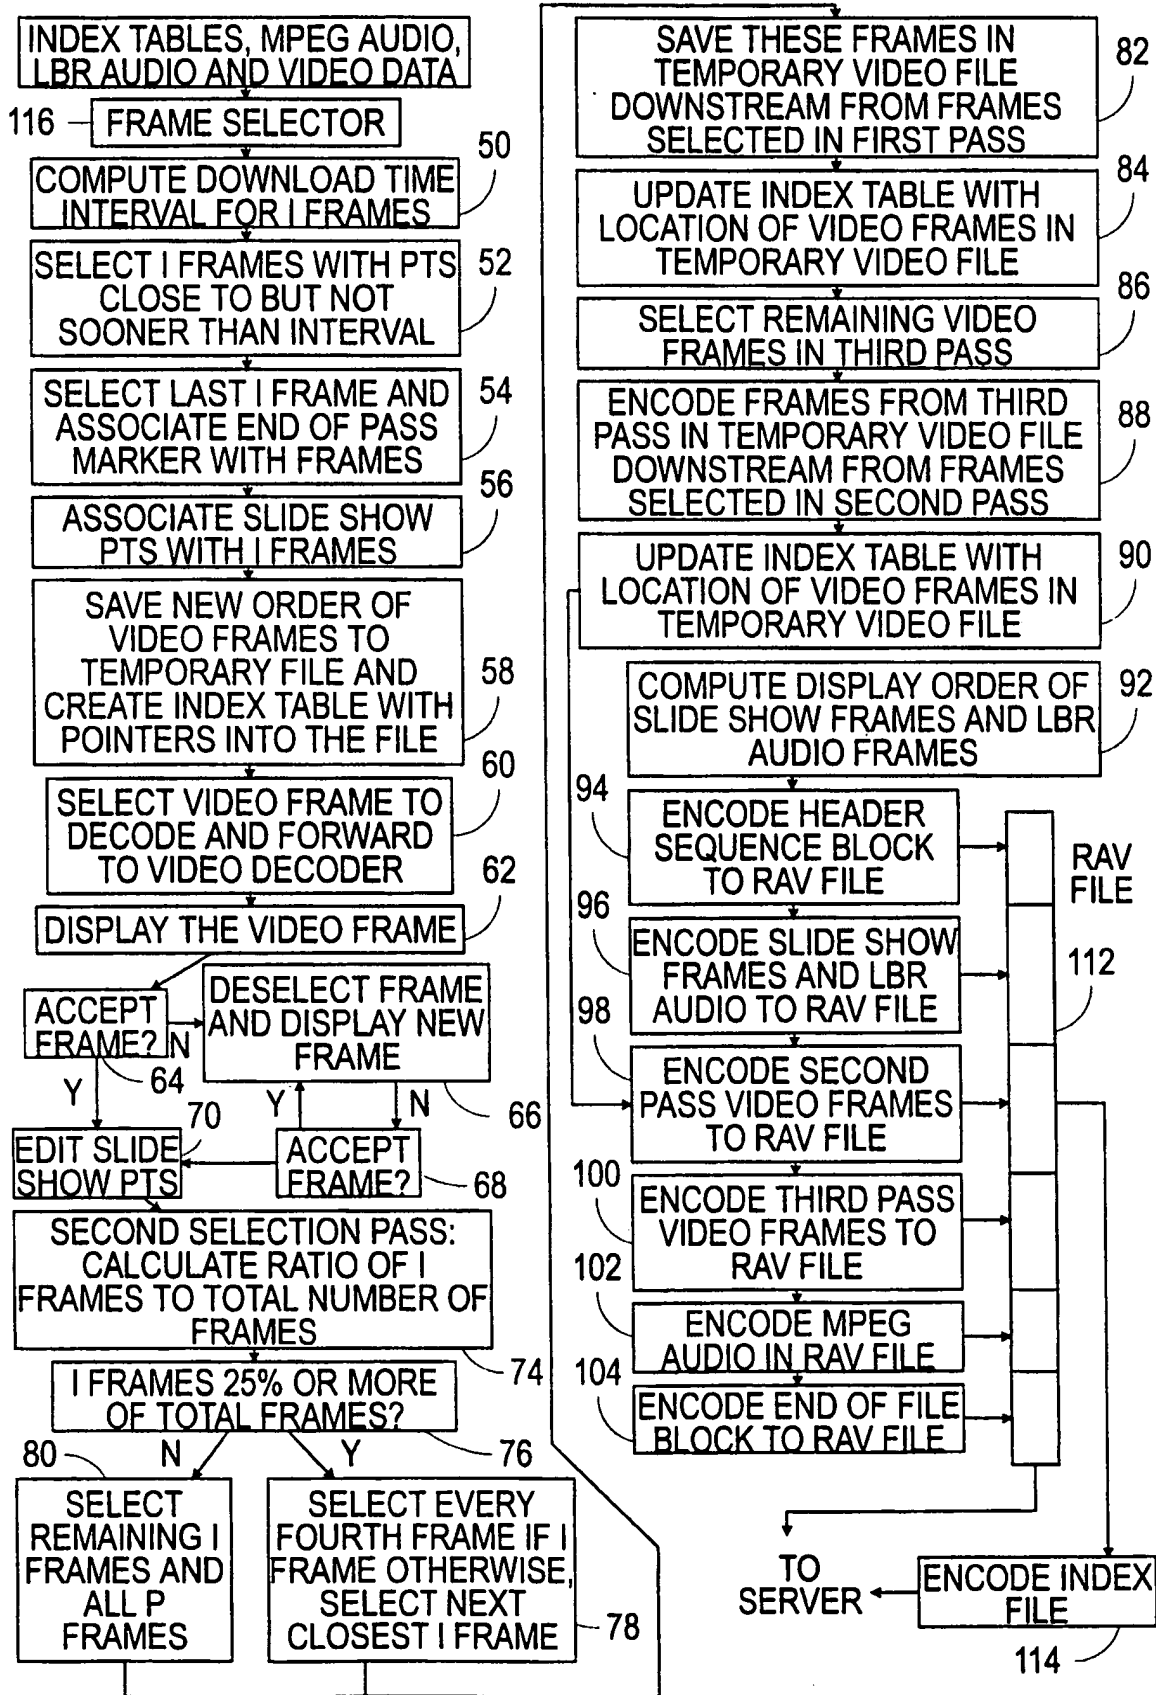 INDEX TABLES, MPEG AUDIO,
LBR AUDIO AND VIDEO DATA
116
FRAME SELECTOR
50
COMPUTE DOWNLOAD TIME
INTERVAL FOR I FRAMES
SELECT I FRAMES WITH PTS
CLOSE TO BUT NOT
SOONER THAN INTERVAL
52
SELECT LAST I FRAME AND
ASSOCIATE END OF PASS
MARKER WITH FRAMES
54
56
ASSOCIATE SLIDE SHOW
PTS WITH I FRAMES
SAVE NEW ORDER OF
VIDEO FRAMES TO
TEMPORARY FILE AND
CREATE INDEX TABLE WITH
POINTERS INTO THE FILE
58
60
SELECT VIDEO FRAME TO
DECODE AND FORWARD
TO VIDEO DECODER
62
DISPLAY THE VIDEO FRAME
ACCEPT
FRAME?
N
64
Y
DESELECT FRAME
AND DISPLAY NEW
FRAME
66
Y
N
70
EDIT SLIDE
SHOW PTS
ACCEPT
FRAME?
68
SECOND SELECTION PASS:
CALCULATE RATIO OF I
FRAMES TO TOTAL NUMBER OF
FRAMES
74
I FRAMES 25% OR MORE
OF TOTAL FRAMES?
76
N
Y
80
SELECT
REMAINING I
FRAMES AND
ALL P
FRAMES
SELECT EVERY
FOURTH FRAME IF I
FRAME OTHERWISE,
SELECT NEXT
CLOSEST I FRAME
78
SAVE THESE FRAMES IN
TEMPORARY VIDEO FILE
DOWNSTREAM FROM FRAMES
SELECTED IN FIRST PASS
82
UPDATE INDEX TABLE WITH
LOCATION OF VIDEO FRAMES IN
TEMPORARY VIDEO FILE
84
86
SELECT REMAINING VIDEO
FRAMES IN THIRD PASS
ENCODE FRAMES FROM THIRD
PASS IN TEMPORARY VIDEO FILE
DOWNSTREAM FROM FRAMES
SELECTED IN SECOND PASS
88
UPDATE INDEX TABLE WITH
LOCATION OF VIDEO FRAMES IN
TEMPORARY VIDEO FILE
90
COMPUTE DISPLAY ORDER OF
SLIDE SHOW FRAMES AND LBR
AUDIO FRAMES
92
94
ENCODE HEADER
SEQUENCE BLOCK
TO RAV FILE
RAV
FILE
96
ENCODE SLIDE SHOW
FRAMES AND LBR
AUDIO TO RAV FILE
112
98
ENCODE SECOND
PASS VIDEO FRAMES
TO RAV FILE
100
ENCODE THIRD PASS
VIDEO FRAMES TO
RAV FILE
102
ENCODE MPEG
AUDIO IN RAV FILE
104
ENCODE END OF FILE
BLOCK TO RAV FILE
TO
SERVER
ENCODE INDEX
FILE
114